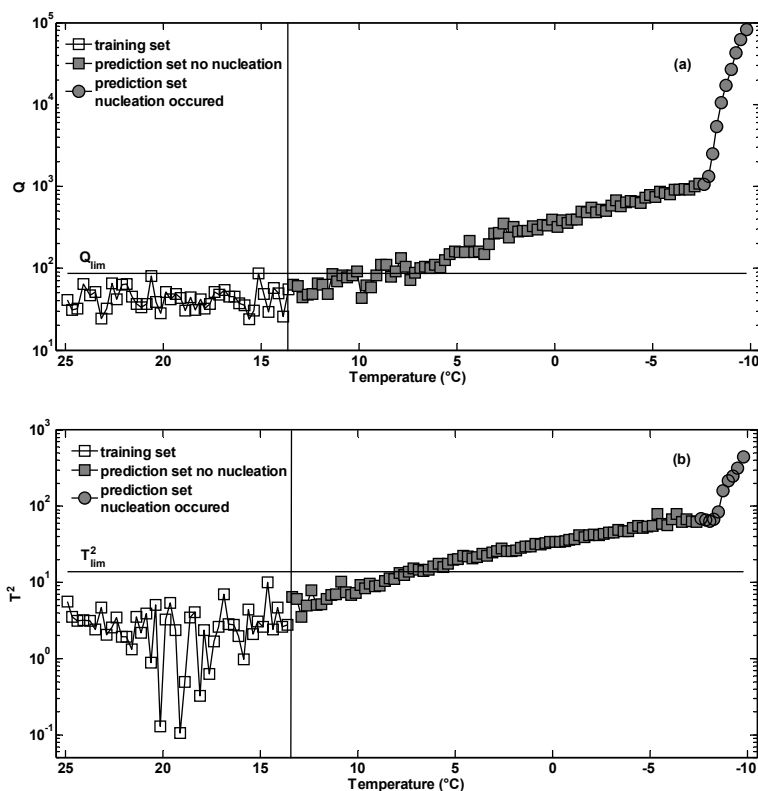 10^5
training set
(a)
prediction set no nucleation
prediction set
nucleation occured
10^4
10^3
Q
Q_lim
10^2
10^1
25 20 15 10 5 0 -5 -10
Temperature (°C)
10^3
training set
(b)
prediction set no nucleation
prediction set
nucleation occured
10^2
T^2_lim
10^1
T^2
10^0
10^-1
25 20 15 10 5 0 -5 -10
Temperature (°C)